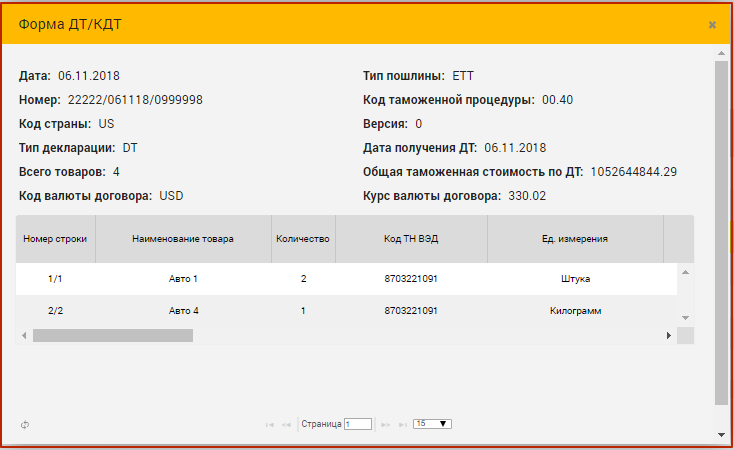 Форма ДТ/КДТ
Дата: 06.11.2018 Тип пошлины: ЕТТ
Номер: 22222/061118/0999998 Код таможенной процедуры: 00.40
Код страны: US Версия: 0
Тип декларации: DT Дата получения ДТ: 06.11.2018
Всего товаров: 4 Общая таможенная стоимость по ДТ: 1052644844.29
Код валюты договора: USD Курс валюты договора: 330.02
Номер строки Наименование товара Количество Код ТН ВЭД Ед. измерения
1/1 Авто 1 2 8703221091 Штука
2/2 Авто 4 1 8703221091 Килограмм
Страница 1 15